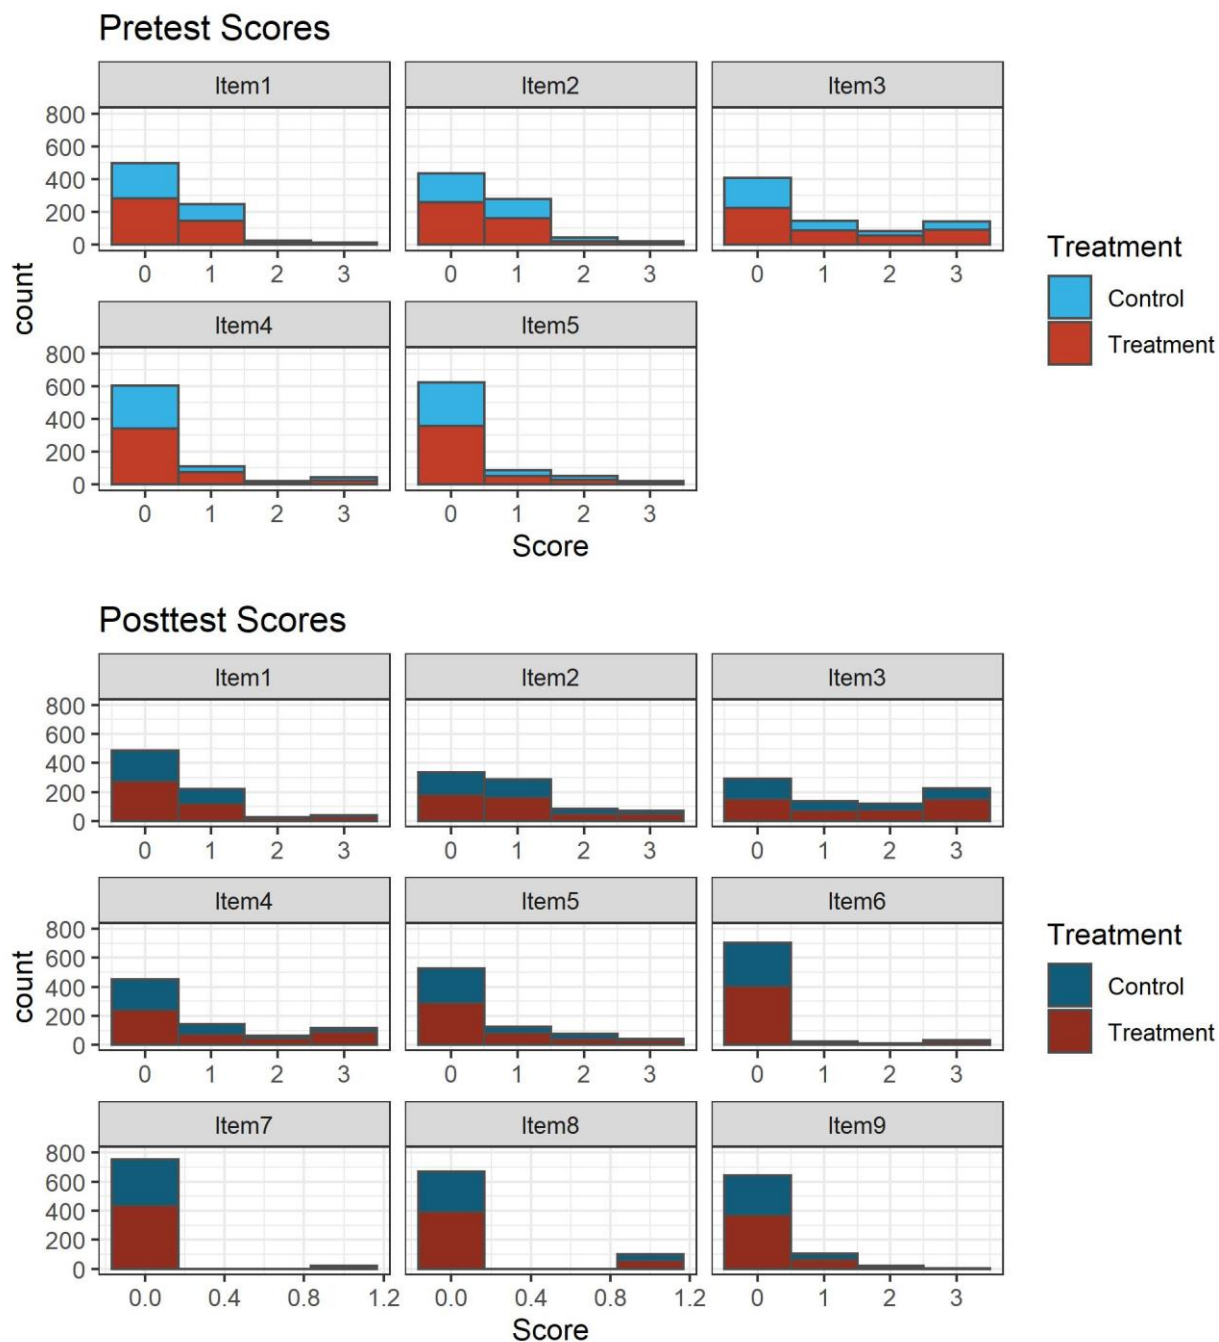 Pretest Scores
Item1 Item2 Item3
800
600
400
200
0
0 1 2 3 0 1 2 3 0 1 2 3
count
Item4 Item5
800
600
400
200
0
0 1 2 3 0 1 2 3
Score
Treatment
Control
Treatment
Posttest Scores
Item1 Item2 Item3
800
600
400
200
0
0 1 2 3 0 1 2 3 0 1 2 3
Item4 Item5 Item6
count
800
600
400
200
0
0 1 2 3 0 1 2 3 0 1 2 3
Item7 Item8 Item9
800
600
400
200
0
0.0 0.4 0.8 1.2 0.0 0.4 0.8 1.2 0 1 2 3
Score
Treatment
Control
Treatment